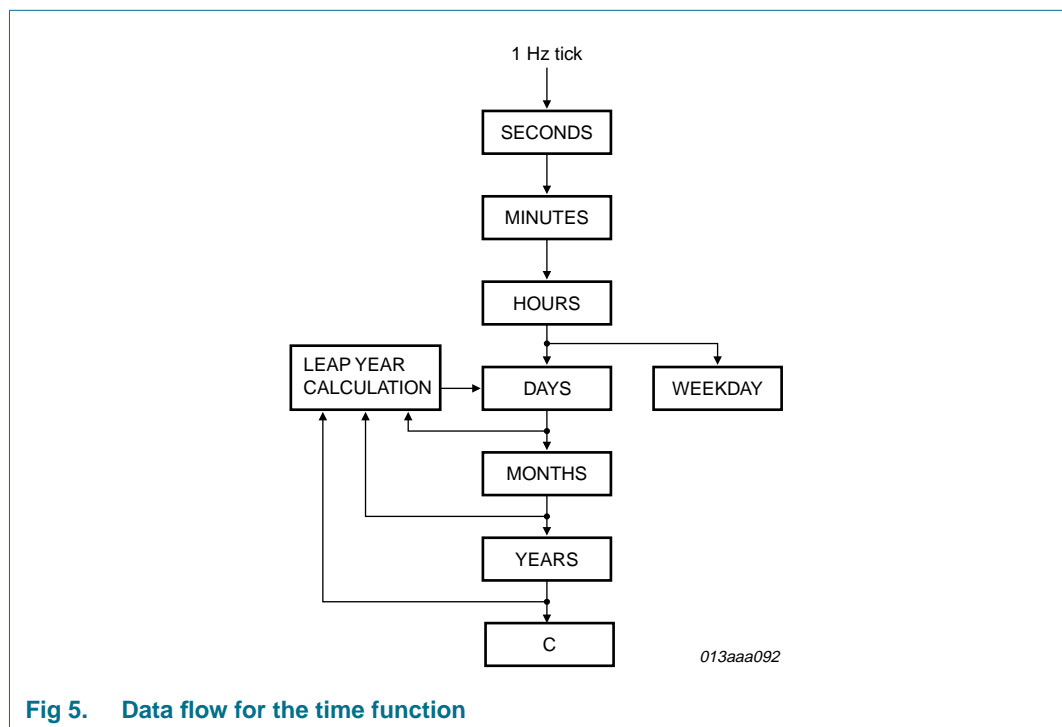 1 Hz tick
SECONDS
MINUTES
HOURS
LEAP YEAR
CALCULATION
DAYS
WEEKDAY
MONTHS
YEARS
C
013aaa092
Fig 5. Data flow for the time function